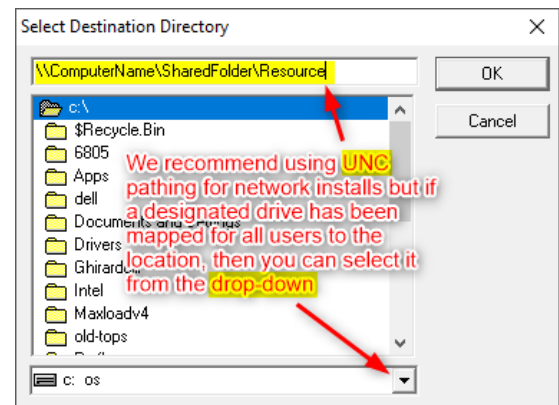 Select Destination Directory
\\ComputerName\SharedFolder\Resource
OK
Cancel
c:\
$Recycle.Bin
6805
Apps
dell
Documents and Settings
Drivers
Intel
Maxloadv4
old-tops
We recommend using UNC
pathing for network installs but if
a designated drive has been
mapped for all users to the
location, then you can select it
from the drop-down
c: os